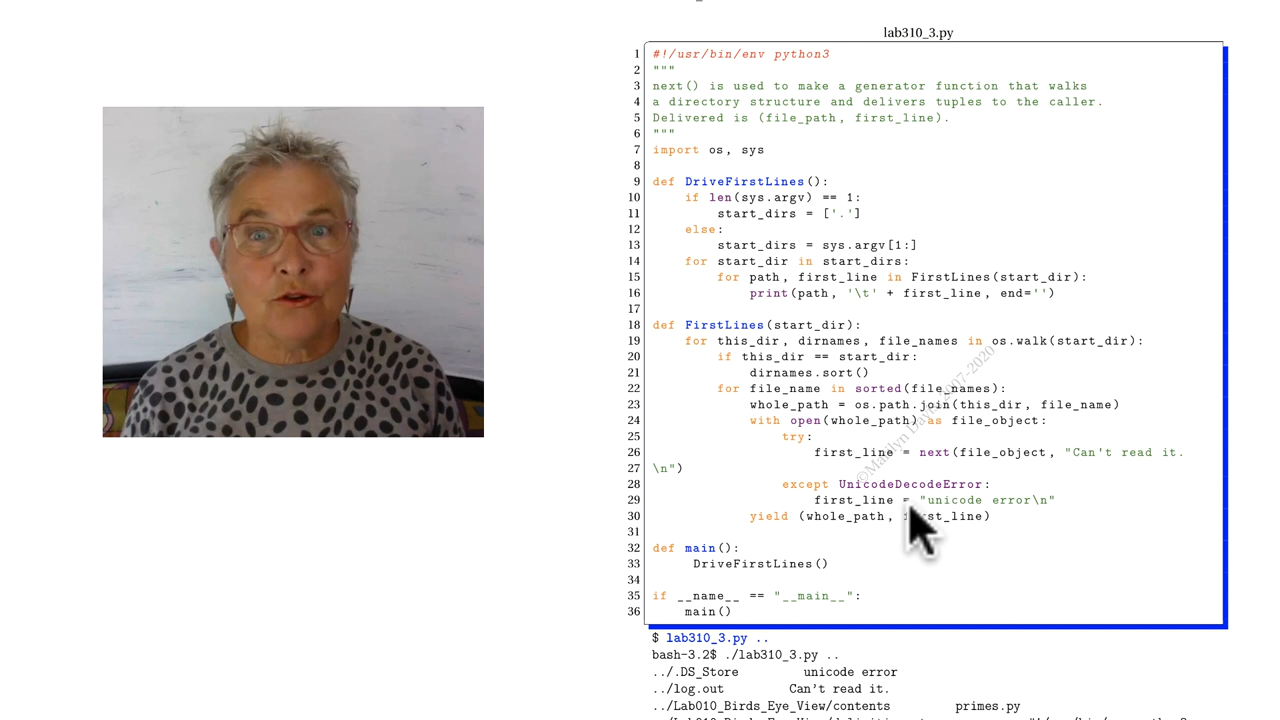 lab310_3.py
1 #!/usr/bin/env python3
2 """
3 next() is used to make a generator function that walks
4 a directory structure and delivers tuples to the caller.
5 Delivered is (file_path, first_line).
6 """
7 import os, sys
8
9 def DriveFirstLines():
10     if len(sys.argv) == 1:
11         start_dirs = ['.']
12     else:
13         start_dirs = sys.argv[1:]
14     for start_dir in start_dirs:
15         for path, first_line in FirstLines(start_dir):
16             print(path, '\t' + first_line, end='')
17
18 def FirstLines(start_dir):
19     for this_dir, dirnames, file_names in os.walk(start_dir):
20         if this_dir == start_dir:
21             dirnames.sort()
22         for file_name in sorted(file_names):
23             whole_path = os.path.join(this_dir, file_name)
24             with open(whole_path) as file_object:
25                 try:
26                     first_line = next(file_object, "Can't read it.
27 \n")
28                 except UnicodeDecodeError:
29                     first_line = "unicode error\n"
30             yield (whole_path, first_line)
31
32 def main():
33      DriveFirstLines()
34
35 if __name__ == "__main__":
36     main()
$ lab310_3.py ..
bash-3.2$ ./lab310_3.py ..
../.DS_Store        unicode error
../log.out        Can't read it.
../Lab010_Birds_Eye_View/contents        primes.py